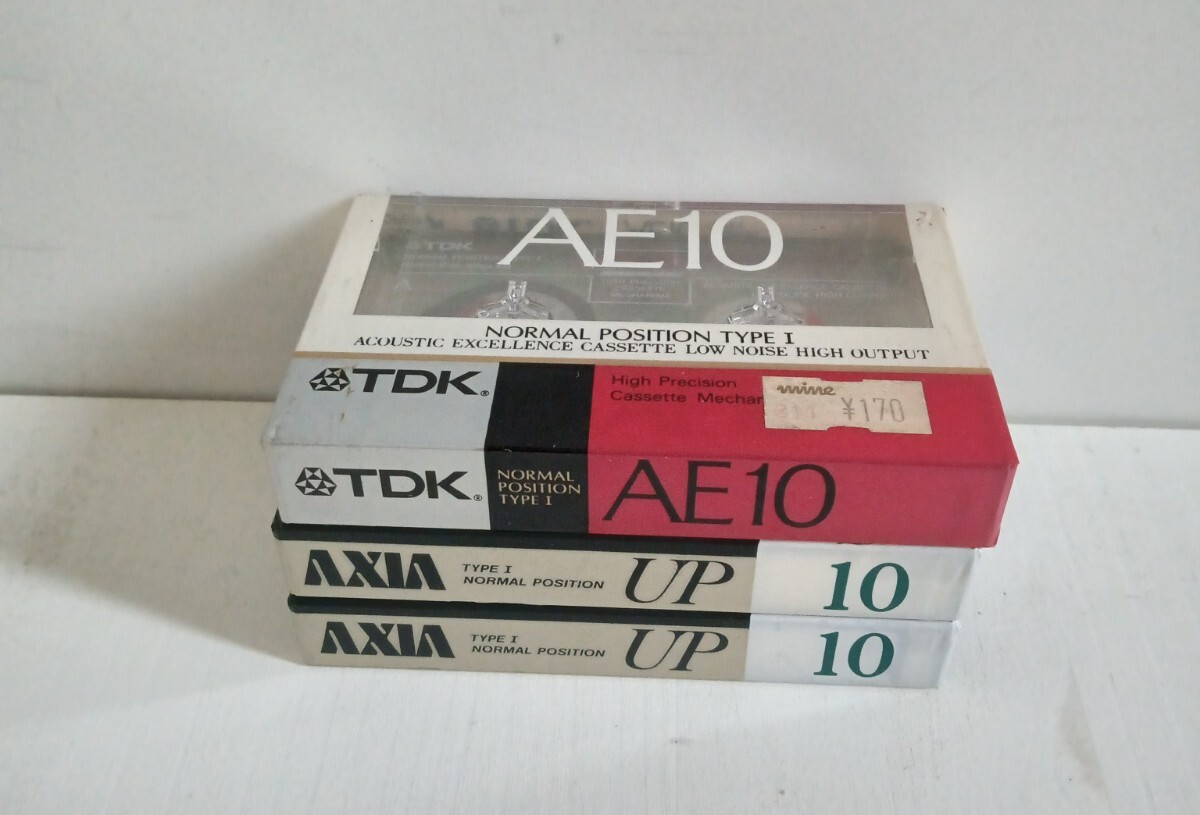 AE10
TDK
A
NORMAL POSITION TYPE I
ACOUSTIC EXCELLENCE CASSETTE LOW NOISE HIGH OUTPUT
TDK®
High Precision
Cassette Mechan
mine
¥170
TDK®
NORMAL
POSITION
TYPE I
AE10
AXIA
TYPE I
NORMAL POSITION
UP
10
AXIA
TYPE I
NORMAL POSITION
UP
10